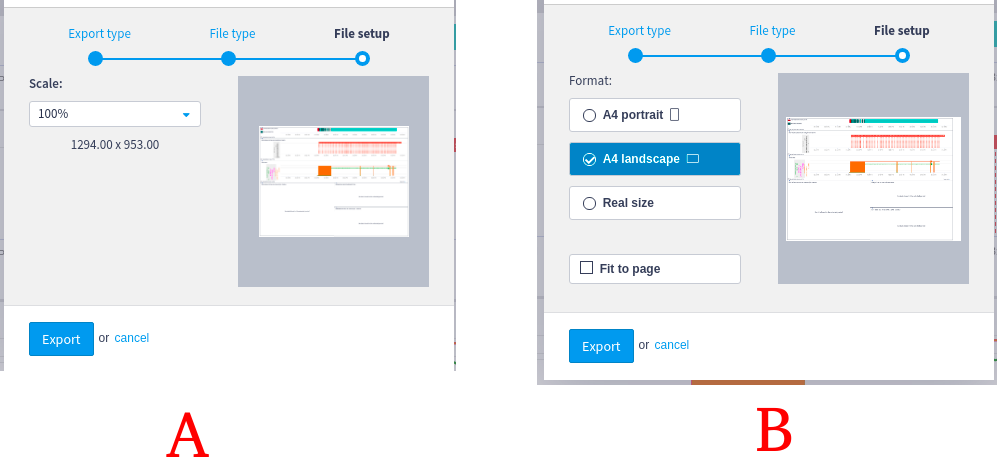 Export type
File type
File setup
Scale:
100%
1294.00 x 953.00
Export or cancel
A
Export type
File type
File setup
Format:
A4 portrait
A4 landscape
Real size
Fit to page
Export or cancel
B